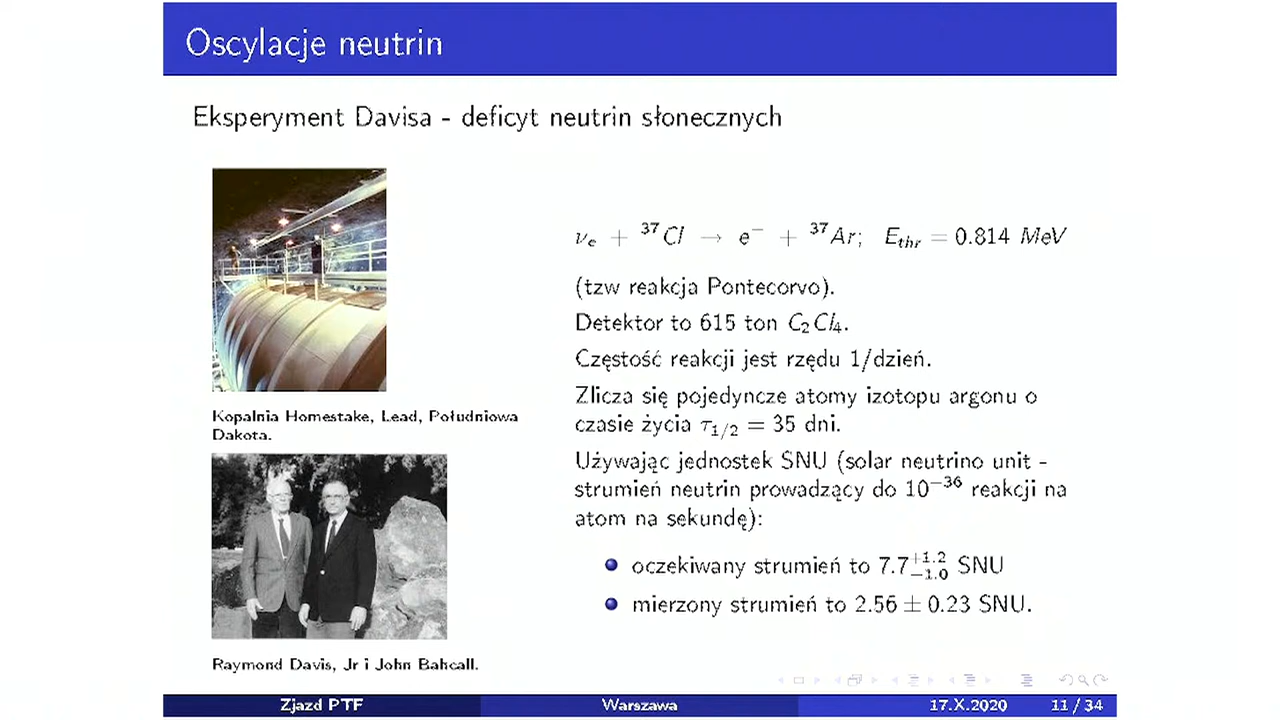 Oscylacje neutrin
Eksperyment Davisa - deficyt neutrin słonecznych
Kopalnia Homestake, Lead, Południowa
Dakota.
Raymond Davis, Jr i John Bahcall.
νₑ + ³⁷Cl → e⁻ + ³⁷Ar; E_thr = 0.814 MeV
(tzw reakcja Pontecorvo).
Detektor to 615 ton C₂Cl₄.
Częstość reakcji jest rzędu 1/dzień.
Zlicza się pojedyncze atomy izotopu argonu o
czasie życia τ_1/2 = 35 dni.
Używając jednostek SNU (solar neutrino unit -
strumień neutrin prowadzący do 10⁻³⁶ reakcji na
atom na sekundę):
oczekiwany strumień to 7.7^{+1.2}_{−1.0} SNU
mierzony strumień to 2.56 ± 0.23 SNU.
Zjazd PTF Warszawa 17.X.2020 11 / 34